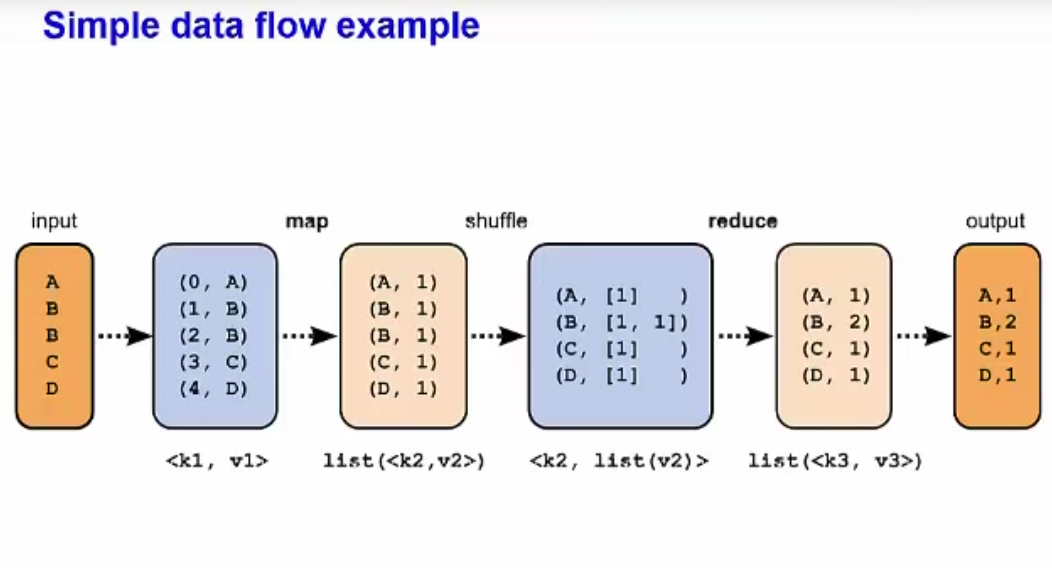 Simple data flow example
input map shuffle reduce output
A
B
B
C
D
(0, A)
(1, B)
(2, B)
(3, C)
(4, D)
(A, 1)
(B, 1)
(B, 1)
(C, 1)
(D, 1)
(A, [1] )
(B, [1, 1])
(C, [1] )
(D, [1] )
(A, 1)
(B, 2)
(C, 1)
(D, 1)
A,1
B,2
C,1
D,1
<k1, v1> list(<k2,v2>) <k2, list(v2)> list(<k3, v3>)